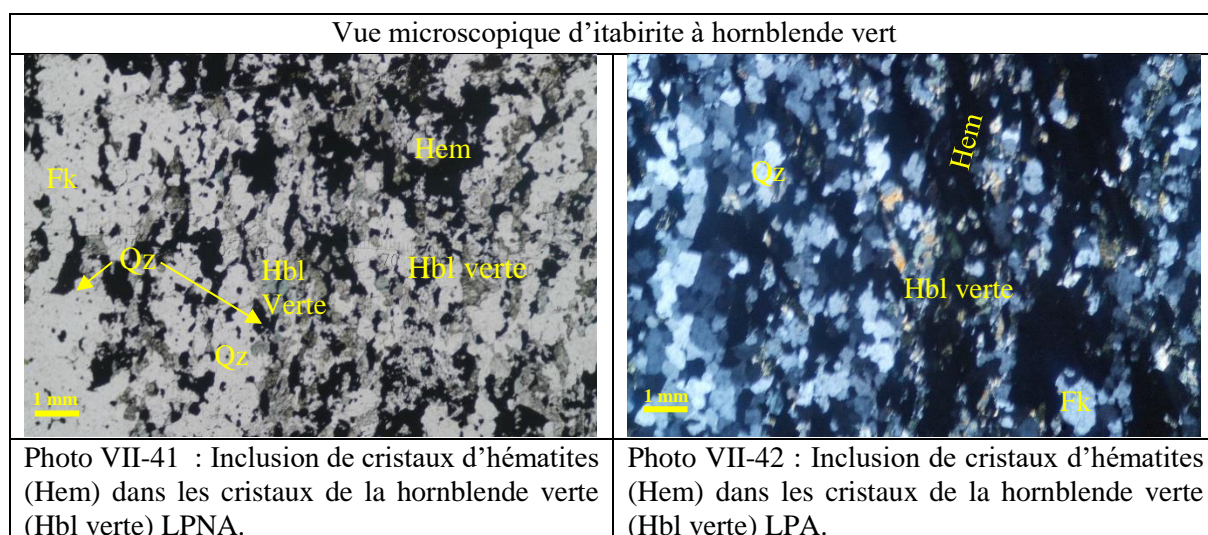 Vue microscopique d’itabirite à hornblende vert
Hem
Fk
Qz
Hbl
Verte
Hbl verte
Qz
1 mm
Hem
Qz
Hbl verte
Fk
1 mm
Photo VII-41 : Inclusion de cristaux d’hématites
(Hem) dans les cristaux de la hornblende verte
(Hbl verte) LPNA.
Photo VII-42 : Inclusion de cristaux d’hématites
(Hem) dans les cristaux de la hornblende verte
(Hbl verte) LPA.